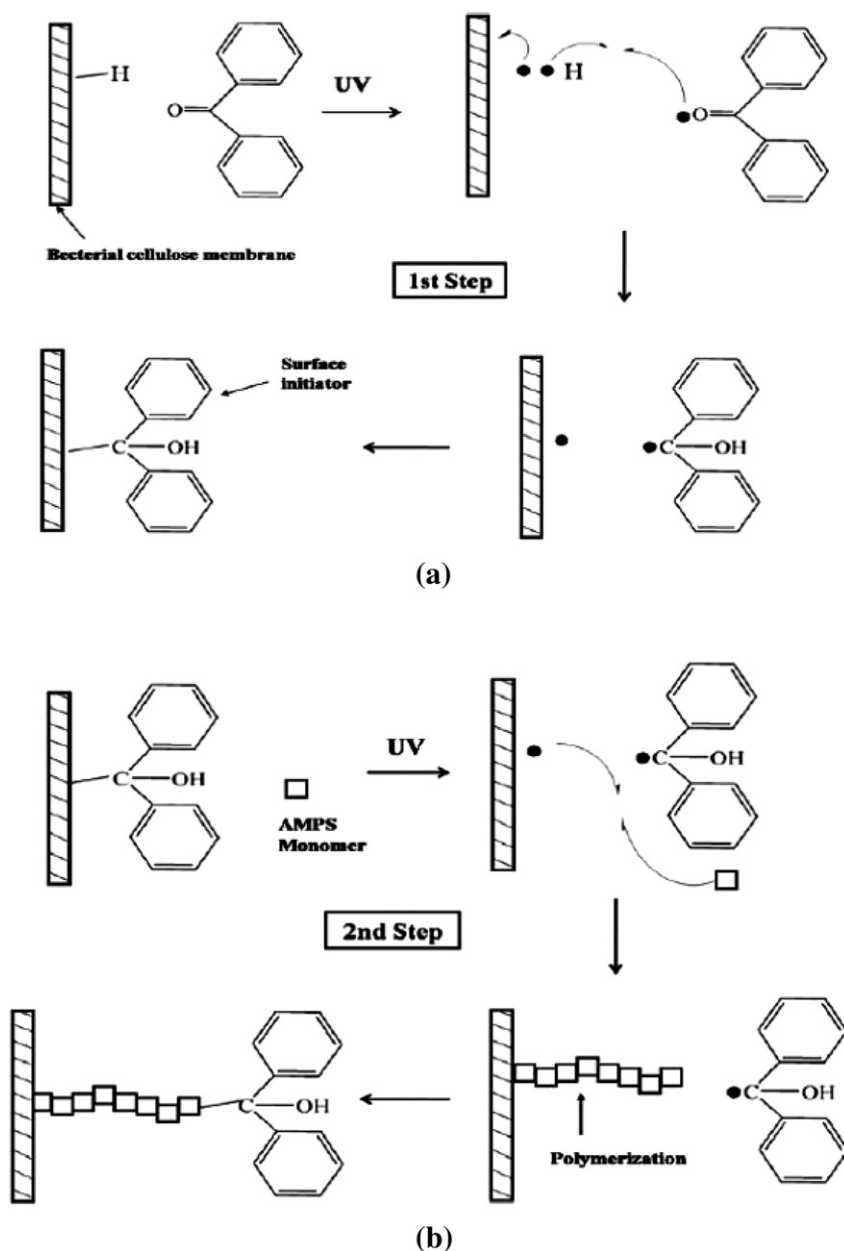 H
O
UV
H
O
Becterial cellulose membrane
1st Step
Surface
initiator
C
OH
C
OH
(a)
C
OH
AMPS
Monomer
UV
C
OH
2nd Step
C
OH
Polymerization
C
OH
(b)